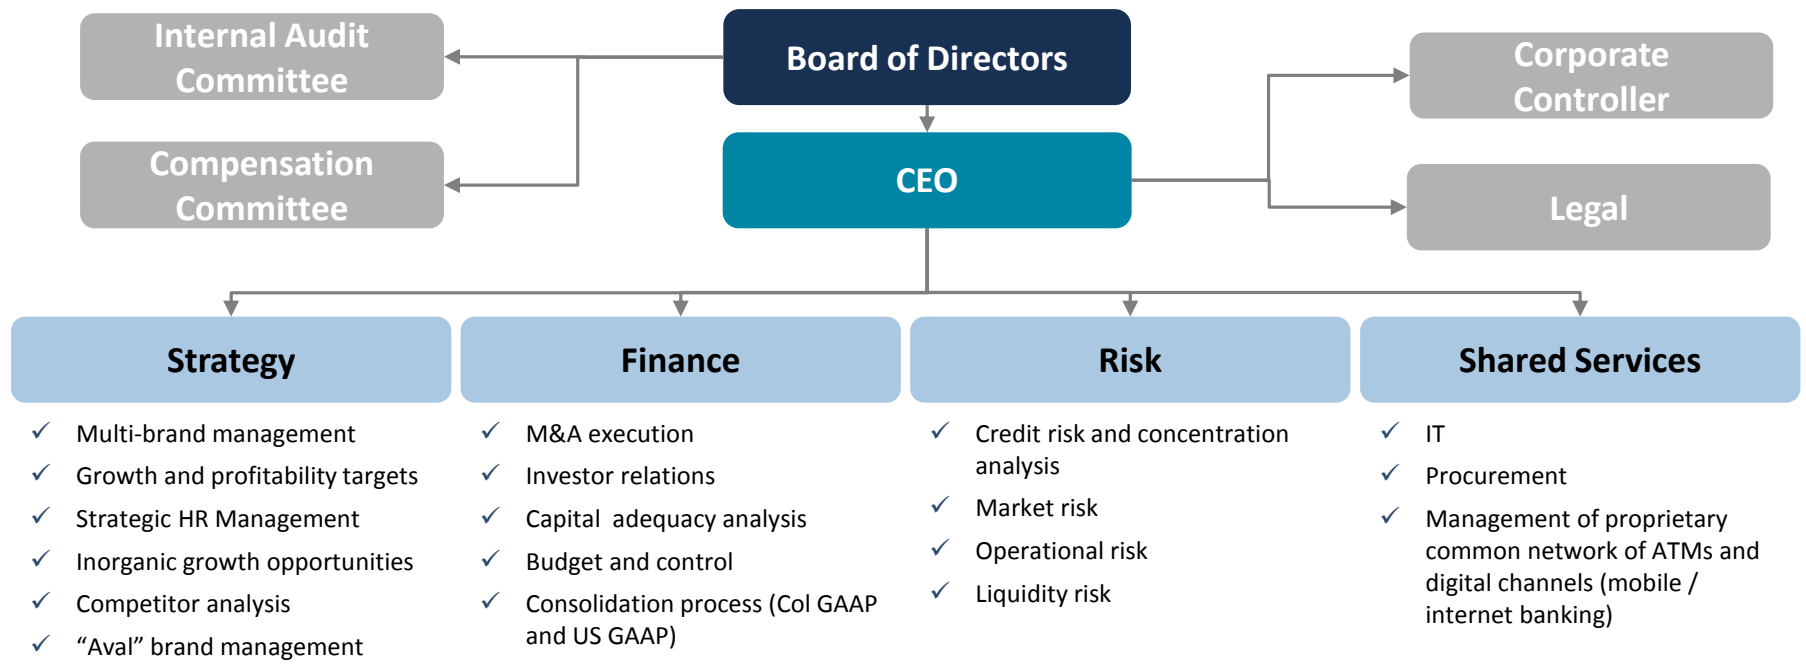 Internal Audit
Committee
Board of Directors
Corporate
Controller
Compensation
Committee
CEO
Legal
Strategy
✓ Multi-brand management
✓ Growth and profitability targets
✓ Strategic HR Management
✓ Inorganic growth opportunities
✓ Competitor analysis
✓ “Aval” brand management
Finance
✓ M&A execution
✓ Investor relations
✓ Capital adequacy analysis
✓ Budget and control
✓ Consolidation process (Col GAAP
and US GAAP)
Risk
✓ Credit risk and concentration
analysis
✓ Market risk
✓ Operational risk
✓ Liquidity risk
Shared Services
✓ IT
✓ Procurement
✓ Management of proprietary
common network of ATMs and
digital channels (mobile /
internet banking)